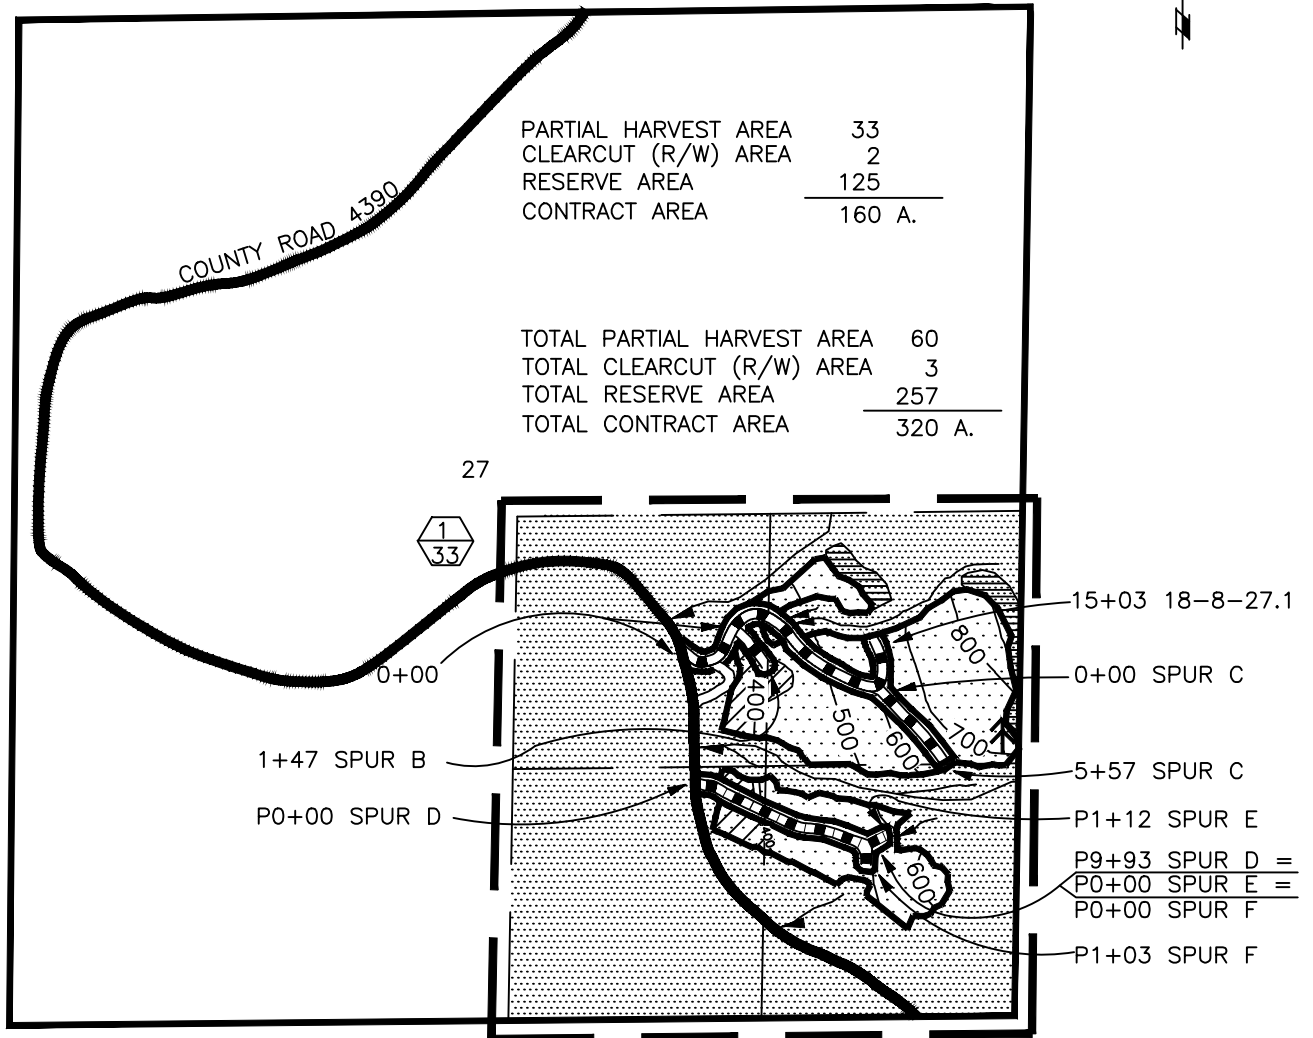 PARTIAL HARVEST AREA 33
CLEARCUT (R/W) AREA 2
RESERVE AREA 125
CONTRACT AREA 160 A.
COUNTY ROAD 4390
TOTAL PARTIAL HARVEST AREA 60
TOTAL CLEARCUT (R/W) AREA 3
TOTAL RESERVE AREA 257
TOTAL CONTRACT AREA 320 A.
27
1
33
15+03 18-8-27.1
800
0+00
0+00 SPUR C
400
500
600
700
1+47 SPUR B
5+57 SPUR C
P0+00 SPUR D
P1+12 SPUR E
P9+93 SPUR D =
P0+00 SPUR E =
P0+00 SPUR F
600
P1+03 SPUR F